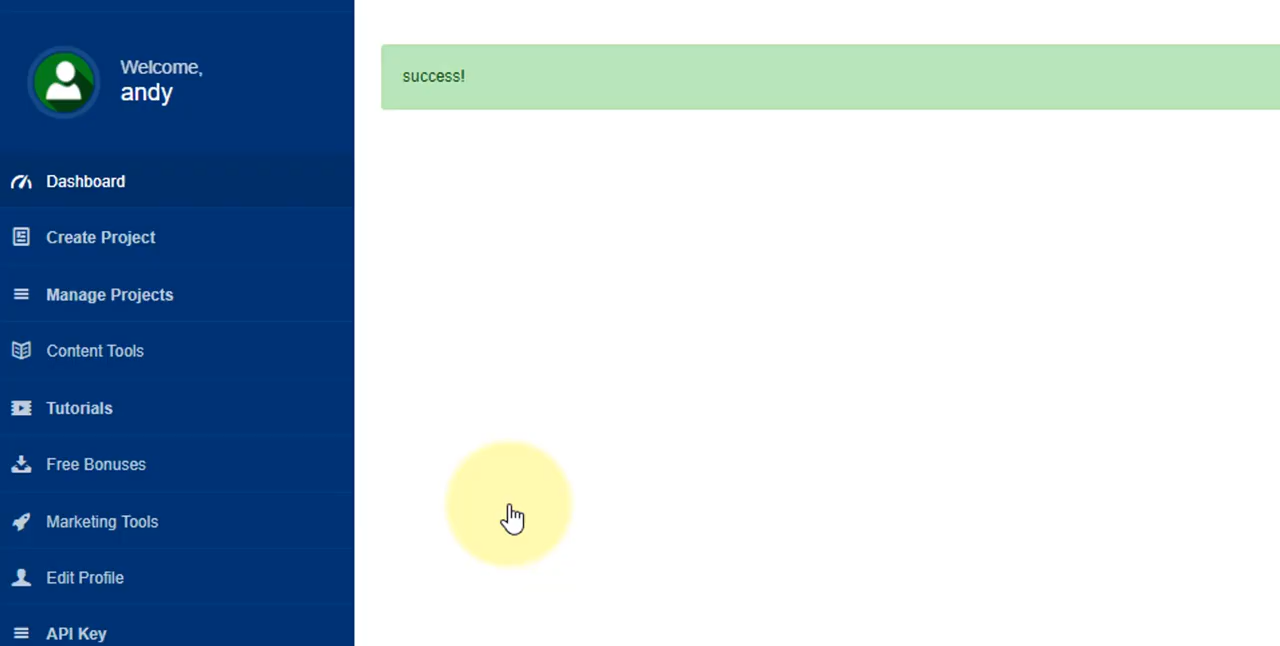 Welcome,
andy
success!
Dashboard
Create Project
Manage Projects
Content Tools
Tutorials
Free Bonuses
Marketing Tools
Edit Profile
API Key